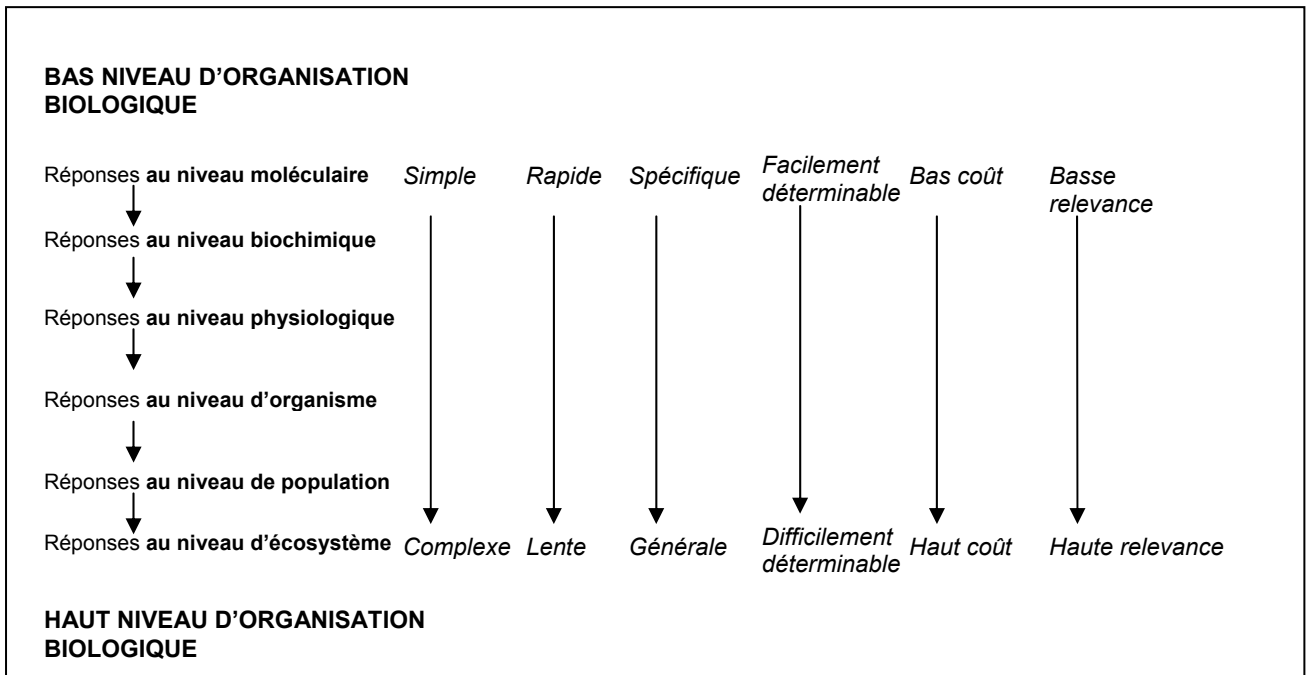 BAS NIVEAU D’ORGANISATION
BIOLOGIQUE
Réponses au niveau moléculaire Simple Rapide Spécifique Facilement déterminable Bas coût Basse relevance
Réponses au niveau biochimique
Réponses au niveau physiologique
Réponses au niveau d’organisme
Réponses au niveau de population
Réponses au niveau d’écosystème Complexe Lente Générale Difficilement déterminable Haut coût Haute relevance
HAUT NIVEAU D’ORGANISATION
BIOLOGIQUE